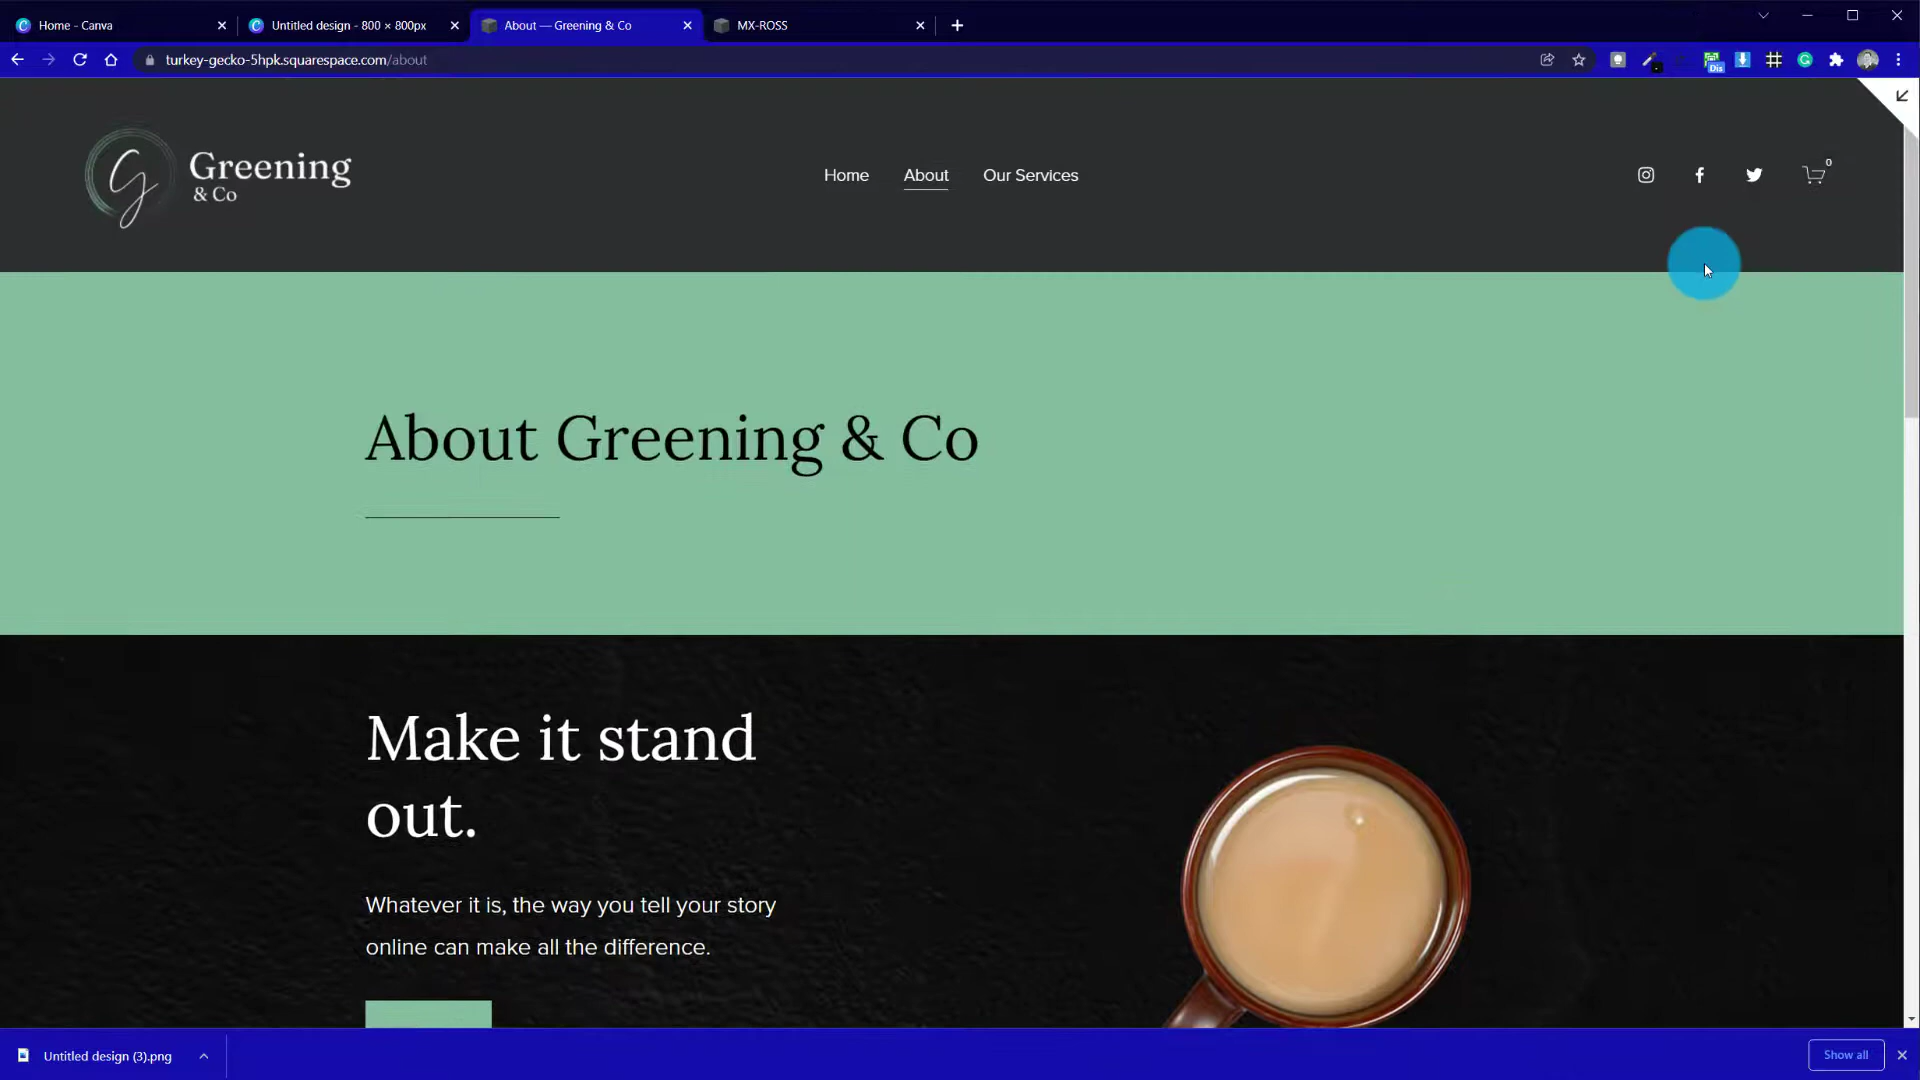 Home - Canva
Untitled design - 800 × 800px
About — Greening & Co
MX-ROSS
turkey-gecko-5hpk.squarespace.com/about
Dis
g
Greening
& Co
Home
About
Our Services
0
About Greening & Co
Make it stand
out.
Whatever it is, the way you tell your story
online can make all the difference.
Untitled design (3).png
Show all